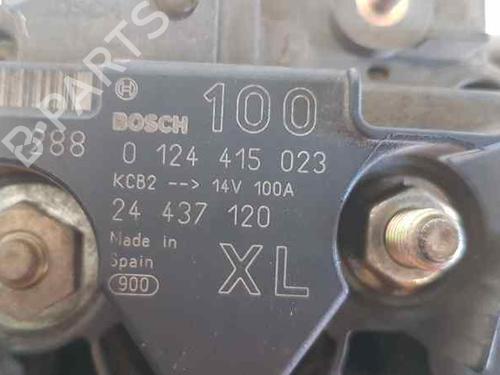 100
BOSCH
388 0 124 415 023
KCB2 --> 14V 100A
24 437 120
Made in
Spain
XL
900
B PARTS